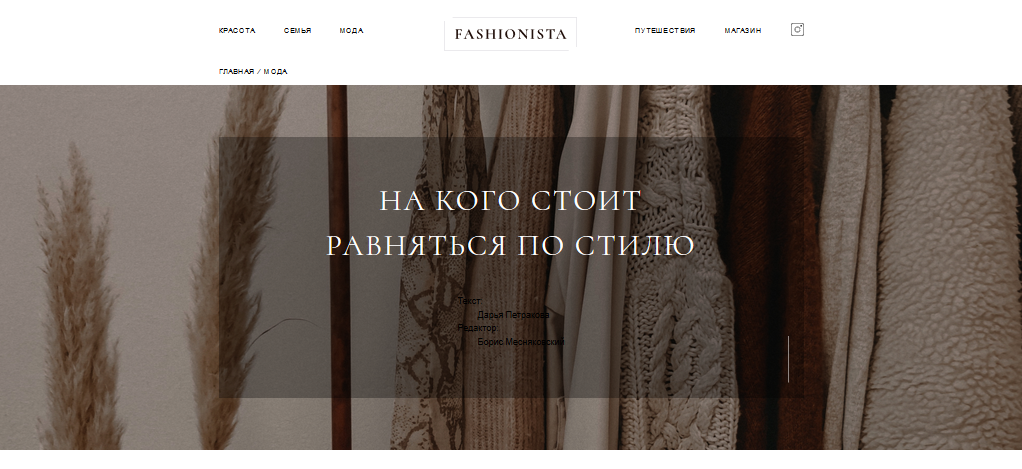 КРАСОТА СЕМЬЯ МОДА FASHIONISTA ПУТЕШЕСТВИЯ МАГАЗИН
ГЛАВНАЯ / МОДА
НА КОГО СТОИТ
РАВНЯТЬСЯ ПО СТИЛЮ
Текст:
Дарья Петракова
Редактор:
Борис Месняковский